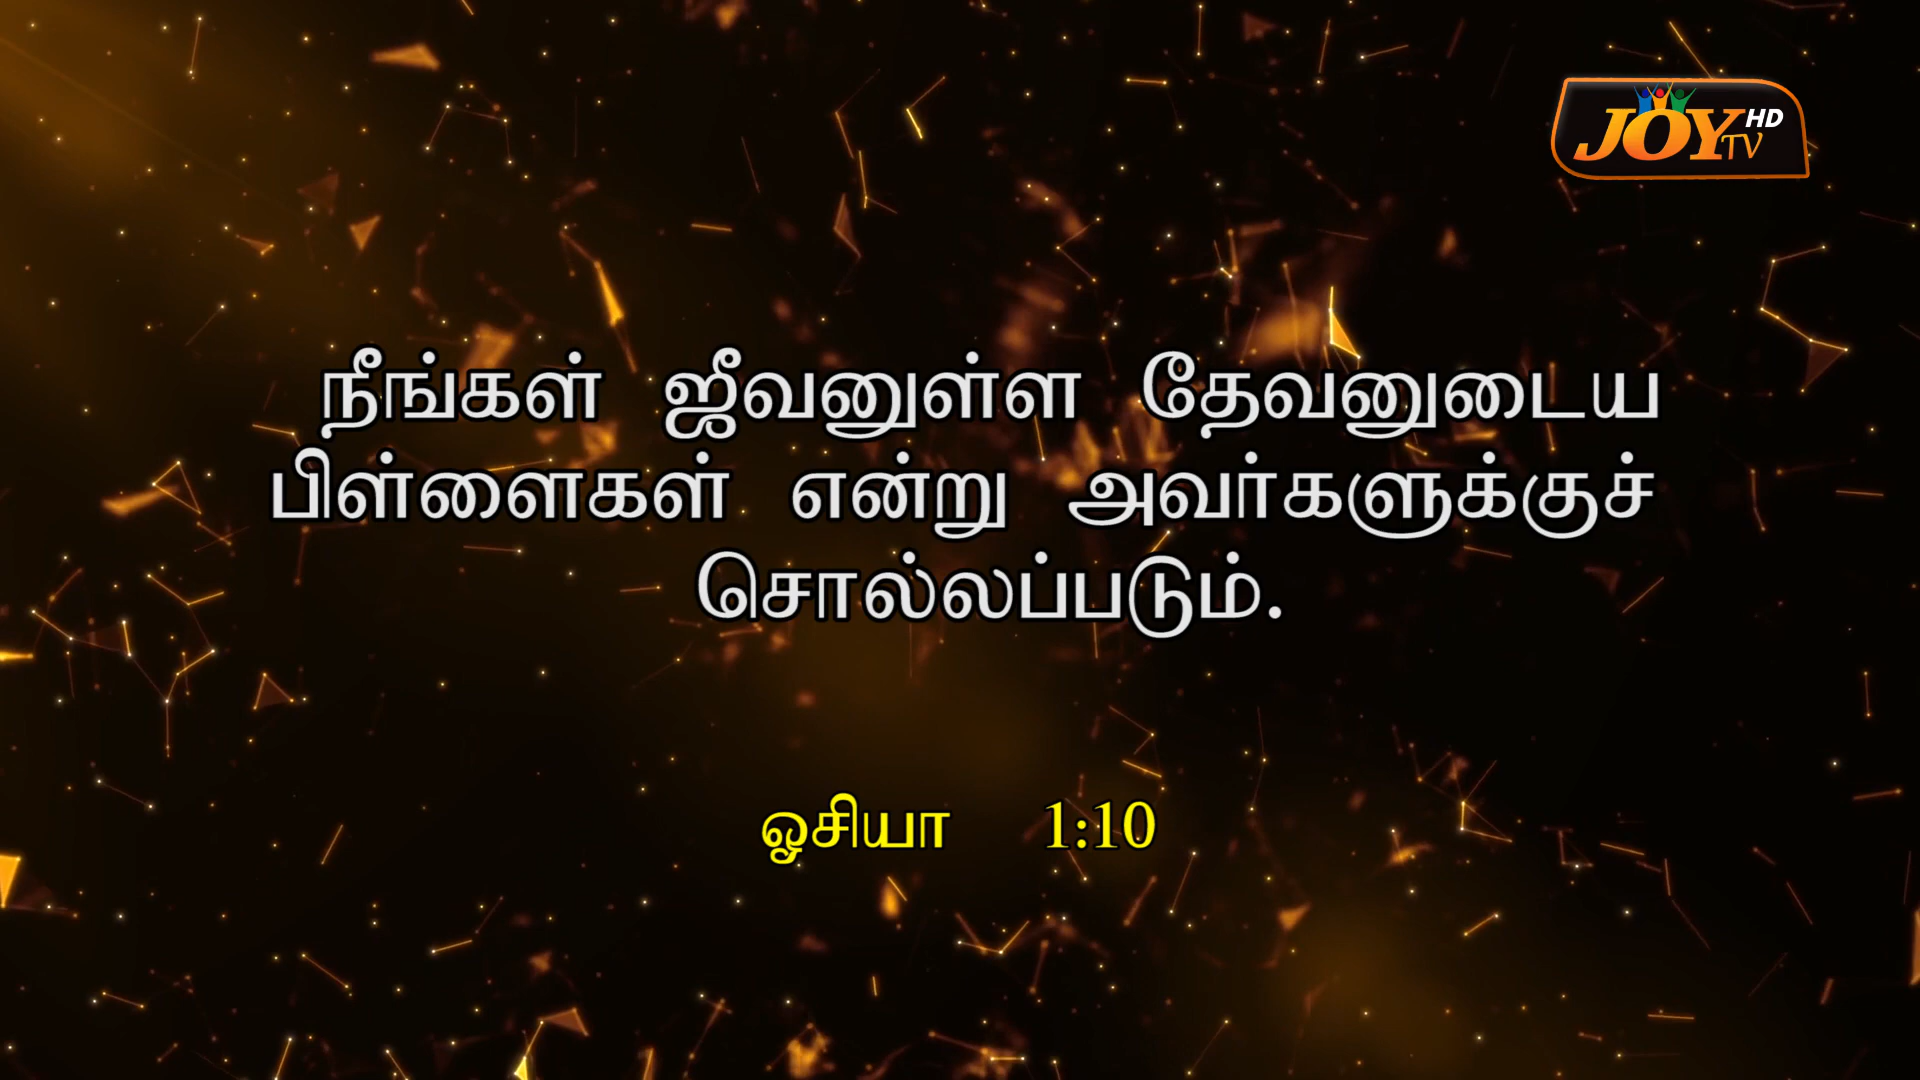 JOY TV HD
நீங்கள் ஜீவனுள்ள தேவனுடைய
பிள்ளைகள் என்று அவர்களுக்குச்
சொல்லப்படும்.
ஓசியா 1:10